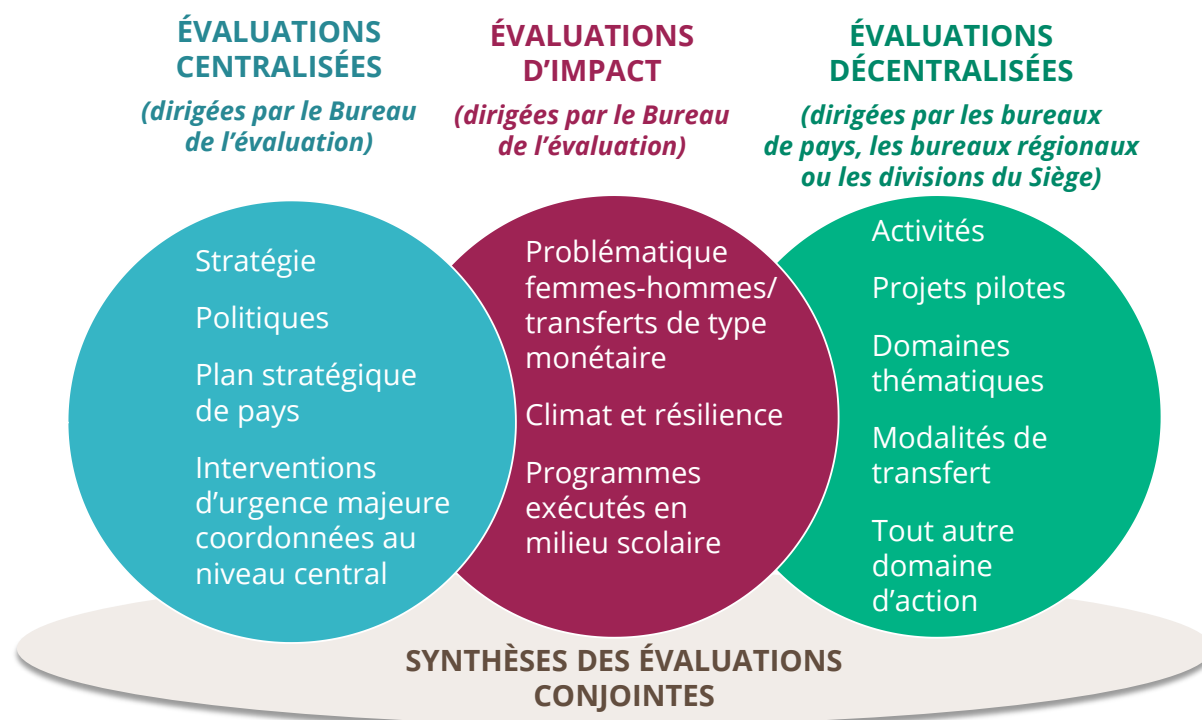 ÉVALUATIONS
CENTRALISÉES
(dirigées par le Bureau
de l’évaluation)
ÉVALUATIONS
D’IMPACT
(dirigées par le Bureau
de l’évaluation)
ÉVALUATIONS
DÉCENTRALISÉES
(dirigées par les bureaux
de pays, les bureaux régionaux
ou les divisions du Siège)
Stratégie
Politiques
Plan stratégique
de pays
Interventions
d’urgence majeure
coordonnées au
niveau central
Problématique
femmes-hommes/
transferts de type
monétaire
Climat et résilience
Programmes
exécutés en
milieu scolaire
Activités
Projets pilotes
Domaines
thématiques
Modalités de
transfert
Tout autre
domaine
d’action
SYNTHÈSES DES ÉVALUATIONS
CONJOINTES